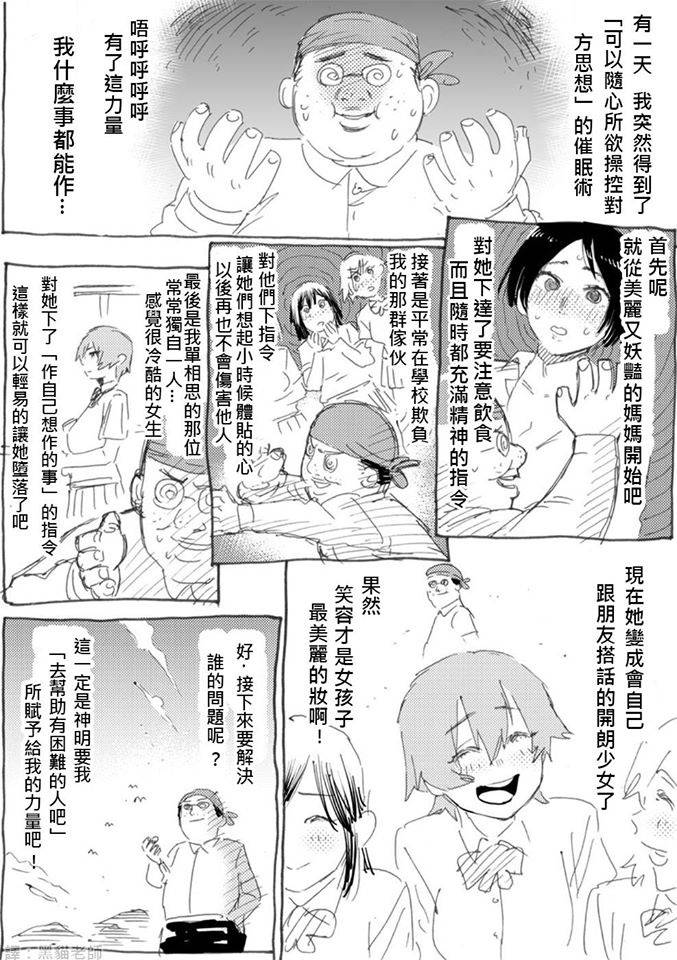 有一天　我突然得到了
「可以隨心所欲操控對
方思想」的催眠術
唔呼呼呼呼
有了這力量
我什麼事都能作…
首先呢
就從美麗又妖豔的媽媽開始吧
對她下達了要注意飲食
而且隨時都充滿精神的指令
接著是平常在學校欺負
我的那群傢伙
對他們下指令
讓她們想起小時候體貼的心
以後再也不會傷害他人
最後是我單相思的那位
常常獨自一人…
感覺很冷酷的女生
對她下了「作自己想作的事」的指令
這樣就可以輕易的讓她墮落了吧
現在她變成會自己
跟朋友搭話的開朗少女了
果然
笑容才是女孩子
最美麗的妝啊！
好．接下來要解決
誰的問題呢？
這一定是神明要我
「去幫助有困難的人吧」
所賦予給我的力量吧！
譯：黑貓老師